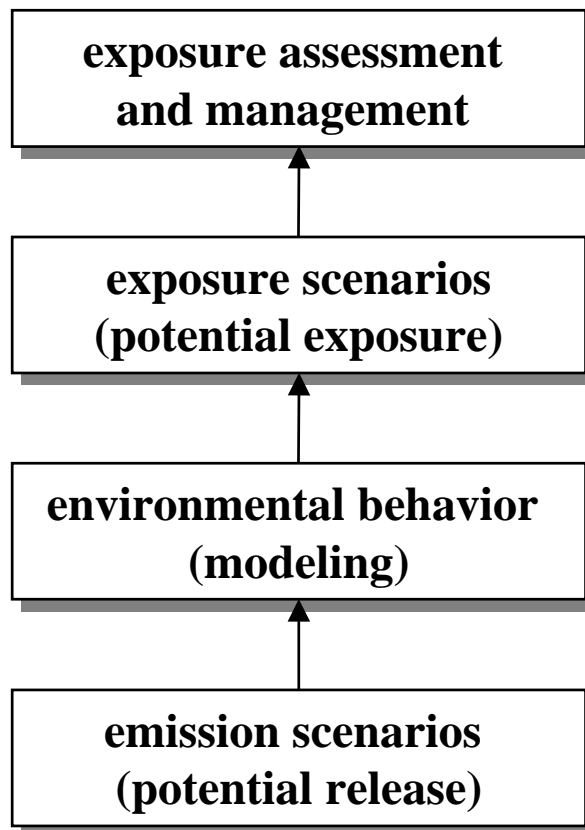 exposure assessment
and management
exposure scenarios
(potential exposure)
environmental behavior
(modeling)
emission scenarios
(potential release)